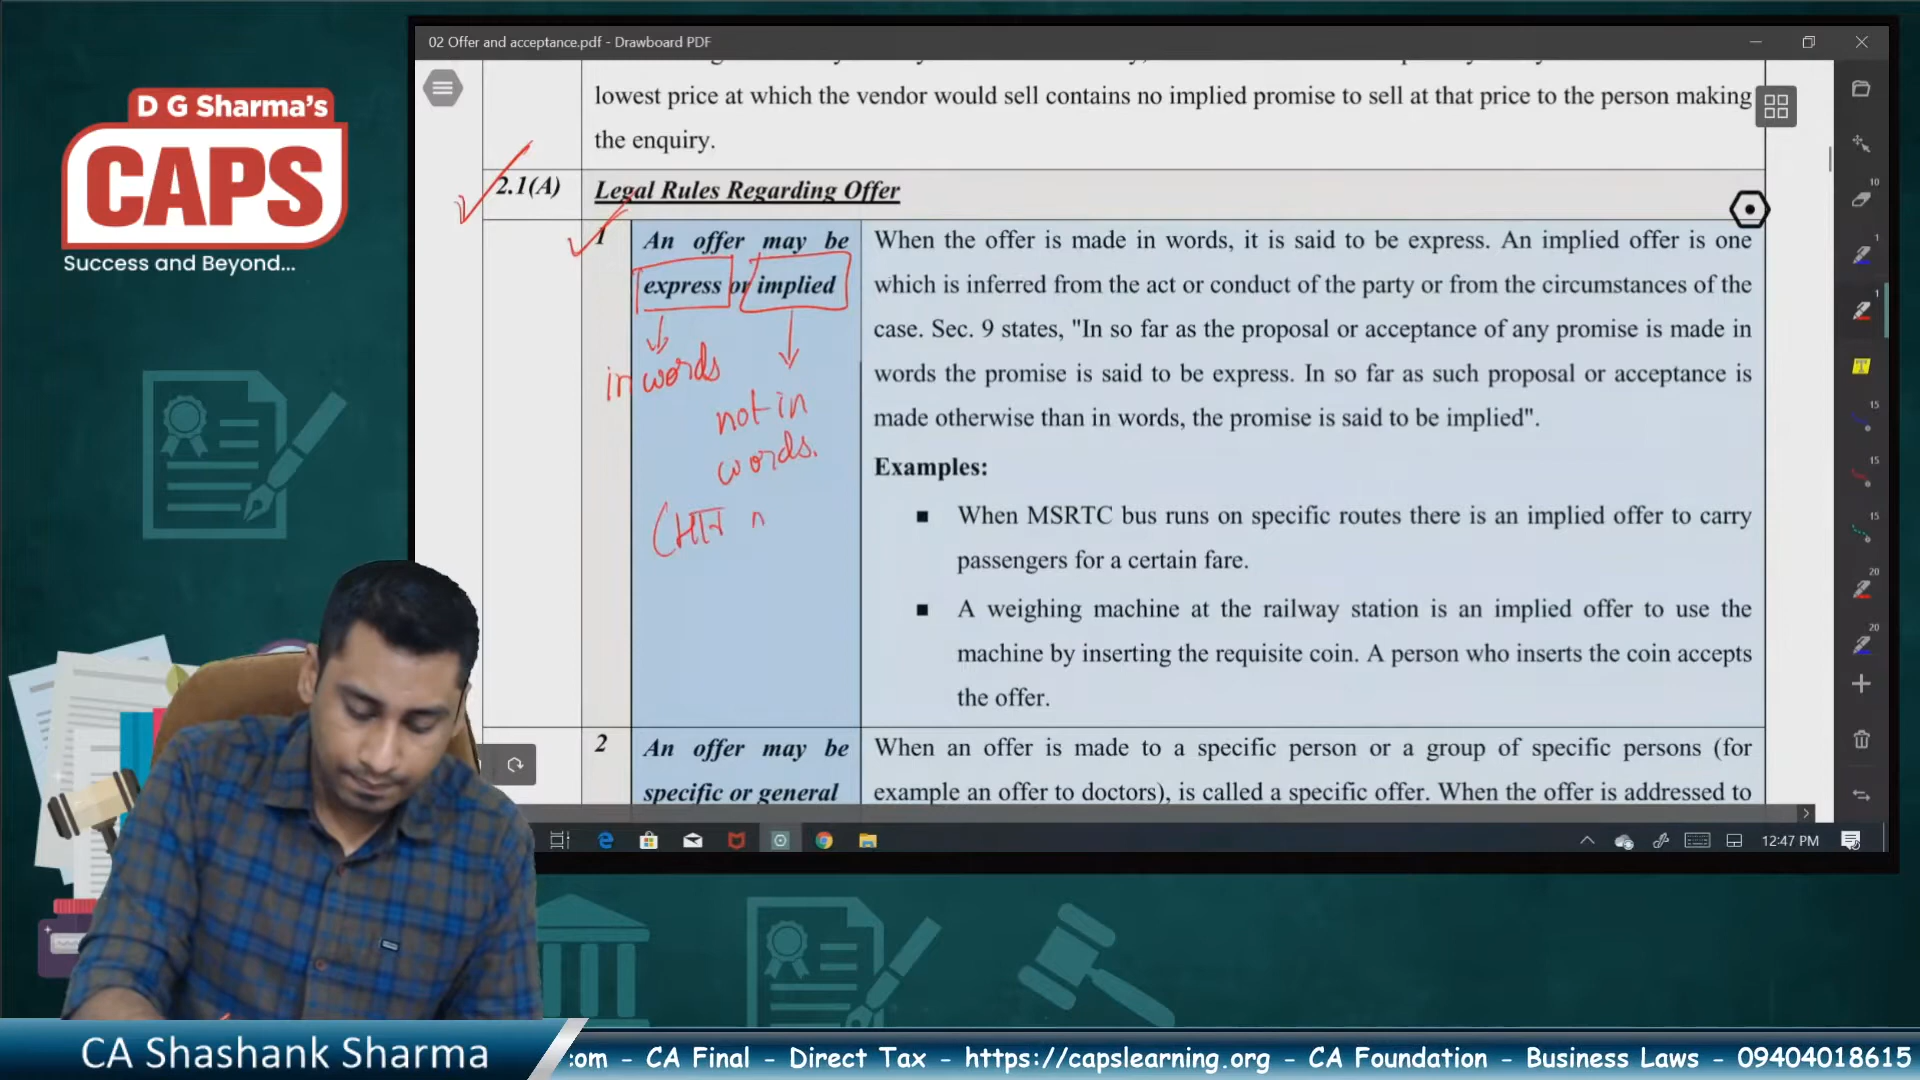 D G Sharma's
CAPS
Success and Beyond...
02 Offer and acceptance.pdf - Drawboard PDF
lowest price at which the vendor would sell contains no implied promise to sell at that price to the person making
the enquiry.
2.1(A) Legal Rules Regarding Offer
1 An offer may be express or implied
in words
not in
words.
When the offer is made in words, it is said to be express. An implied offer is one
which is inferred from the act or conduct of the party or from the circumstances of the
case. Sec. 9 states, "In so far as the proposal or acceptance of any promise is made in
words the promise is said to be express. In so far as such proposal or acceptance is
made otherwise than in words, the promise is said to be implied".
Examples:
■ When MSRTC bus runs on specific routes there is an implied offer to carry
passengers for a certain fare.
■ A weighing machine at the railway station is an implied offer to use the
machine by inserting the requisite coin. A person who inserts the coin accepts
the offer.
2 An offer may be
specific or general
When an offer is made to a specific person or a group of specific persons (for
example an offer to doctors), is called a specific offer. When the offer is addressed to
10
1
1
15
15
15
20
20
12:47 PM
CA Shashank Sharma
.com - CA Final - Direct Tax - https://capslearning.org - CA Foundation - Business Laws - 09404018615